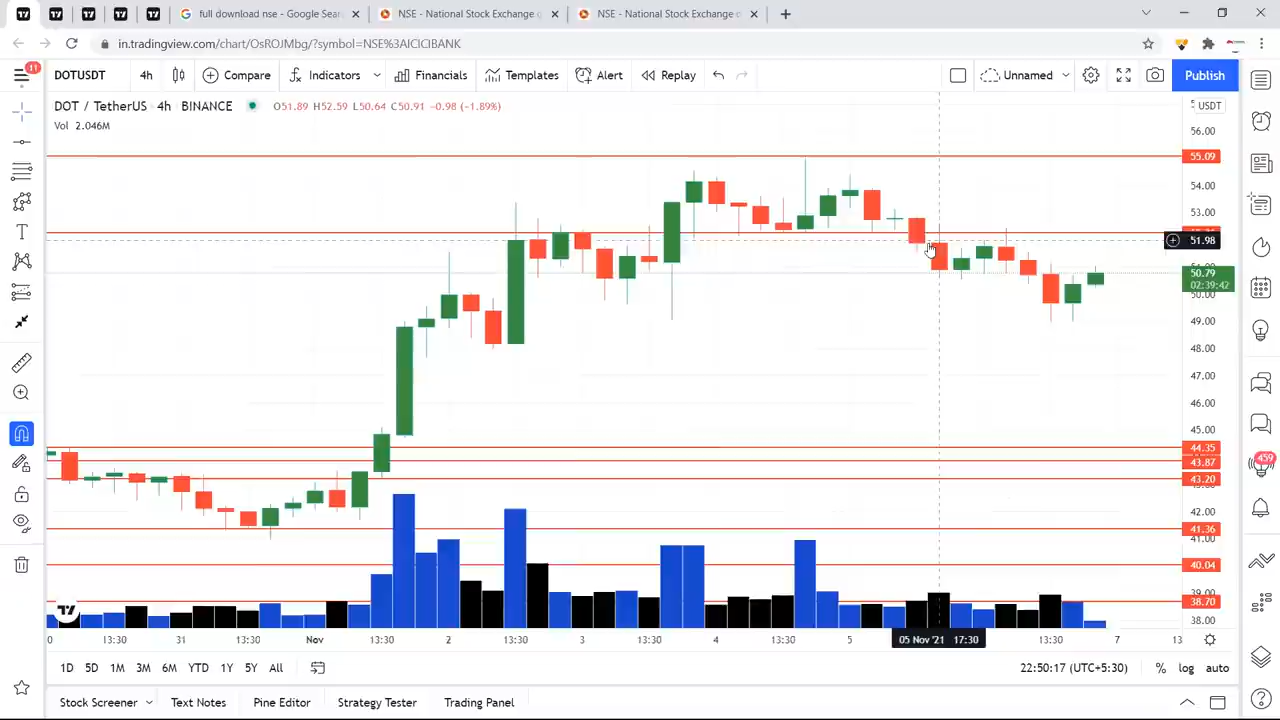 full download nse - Google Sear
NSE - National Stock Exchange o
NSE - National Stock Exchange o
in.tradingview.com/chart/OsROJMbg/?symbol=NSE%3AICICIBANK
11
DOTUSDT 4h Compare Indicators Financials Templates Alert Replay Unnamed Publish
DOT / TetherUS 4h BINANCE O51.89 H52.59 L50.64 C50.91 -0.98 (-1.89%)
USDT
Vol 2.046M
56.00
55.09
54.00
53.00
51.98
50.79
02:39:42
50.00
49.00
48.00
47.00
46.00
45.00
44.35
43.87
459
43.20
42.00
41.36
41.00
40.04
39.00
38.70
38.00
0 13:30 31 13:30 Nov 13:30 2 13:30 3 13:30 4 13:30 5 05 Nov '21 17:30 13:30 7 13
1D 5D 1M 3M 6M YTD 1Y 5Y All 22:50:17 (UTC+5:30) % log auto
Stock Screener Text Notes Pine Editor Strategy Tester Trading Panel